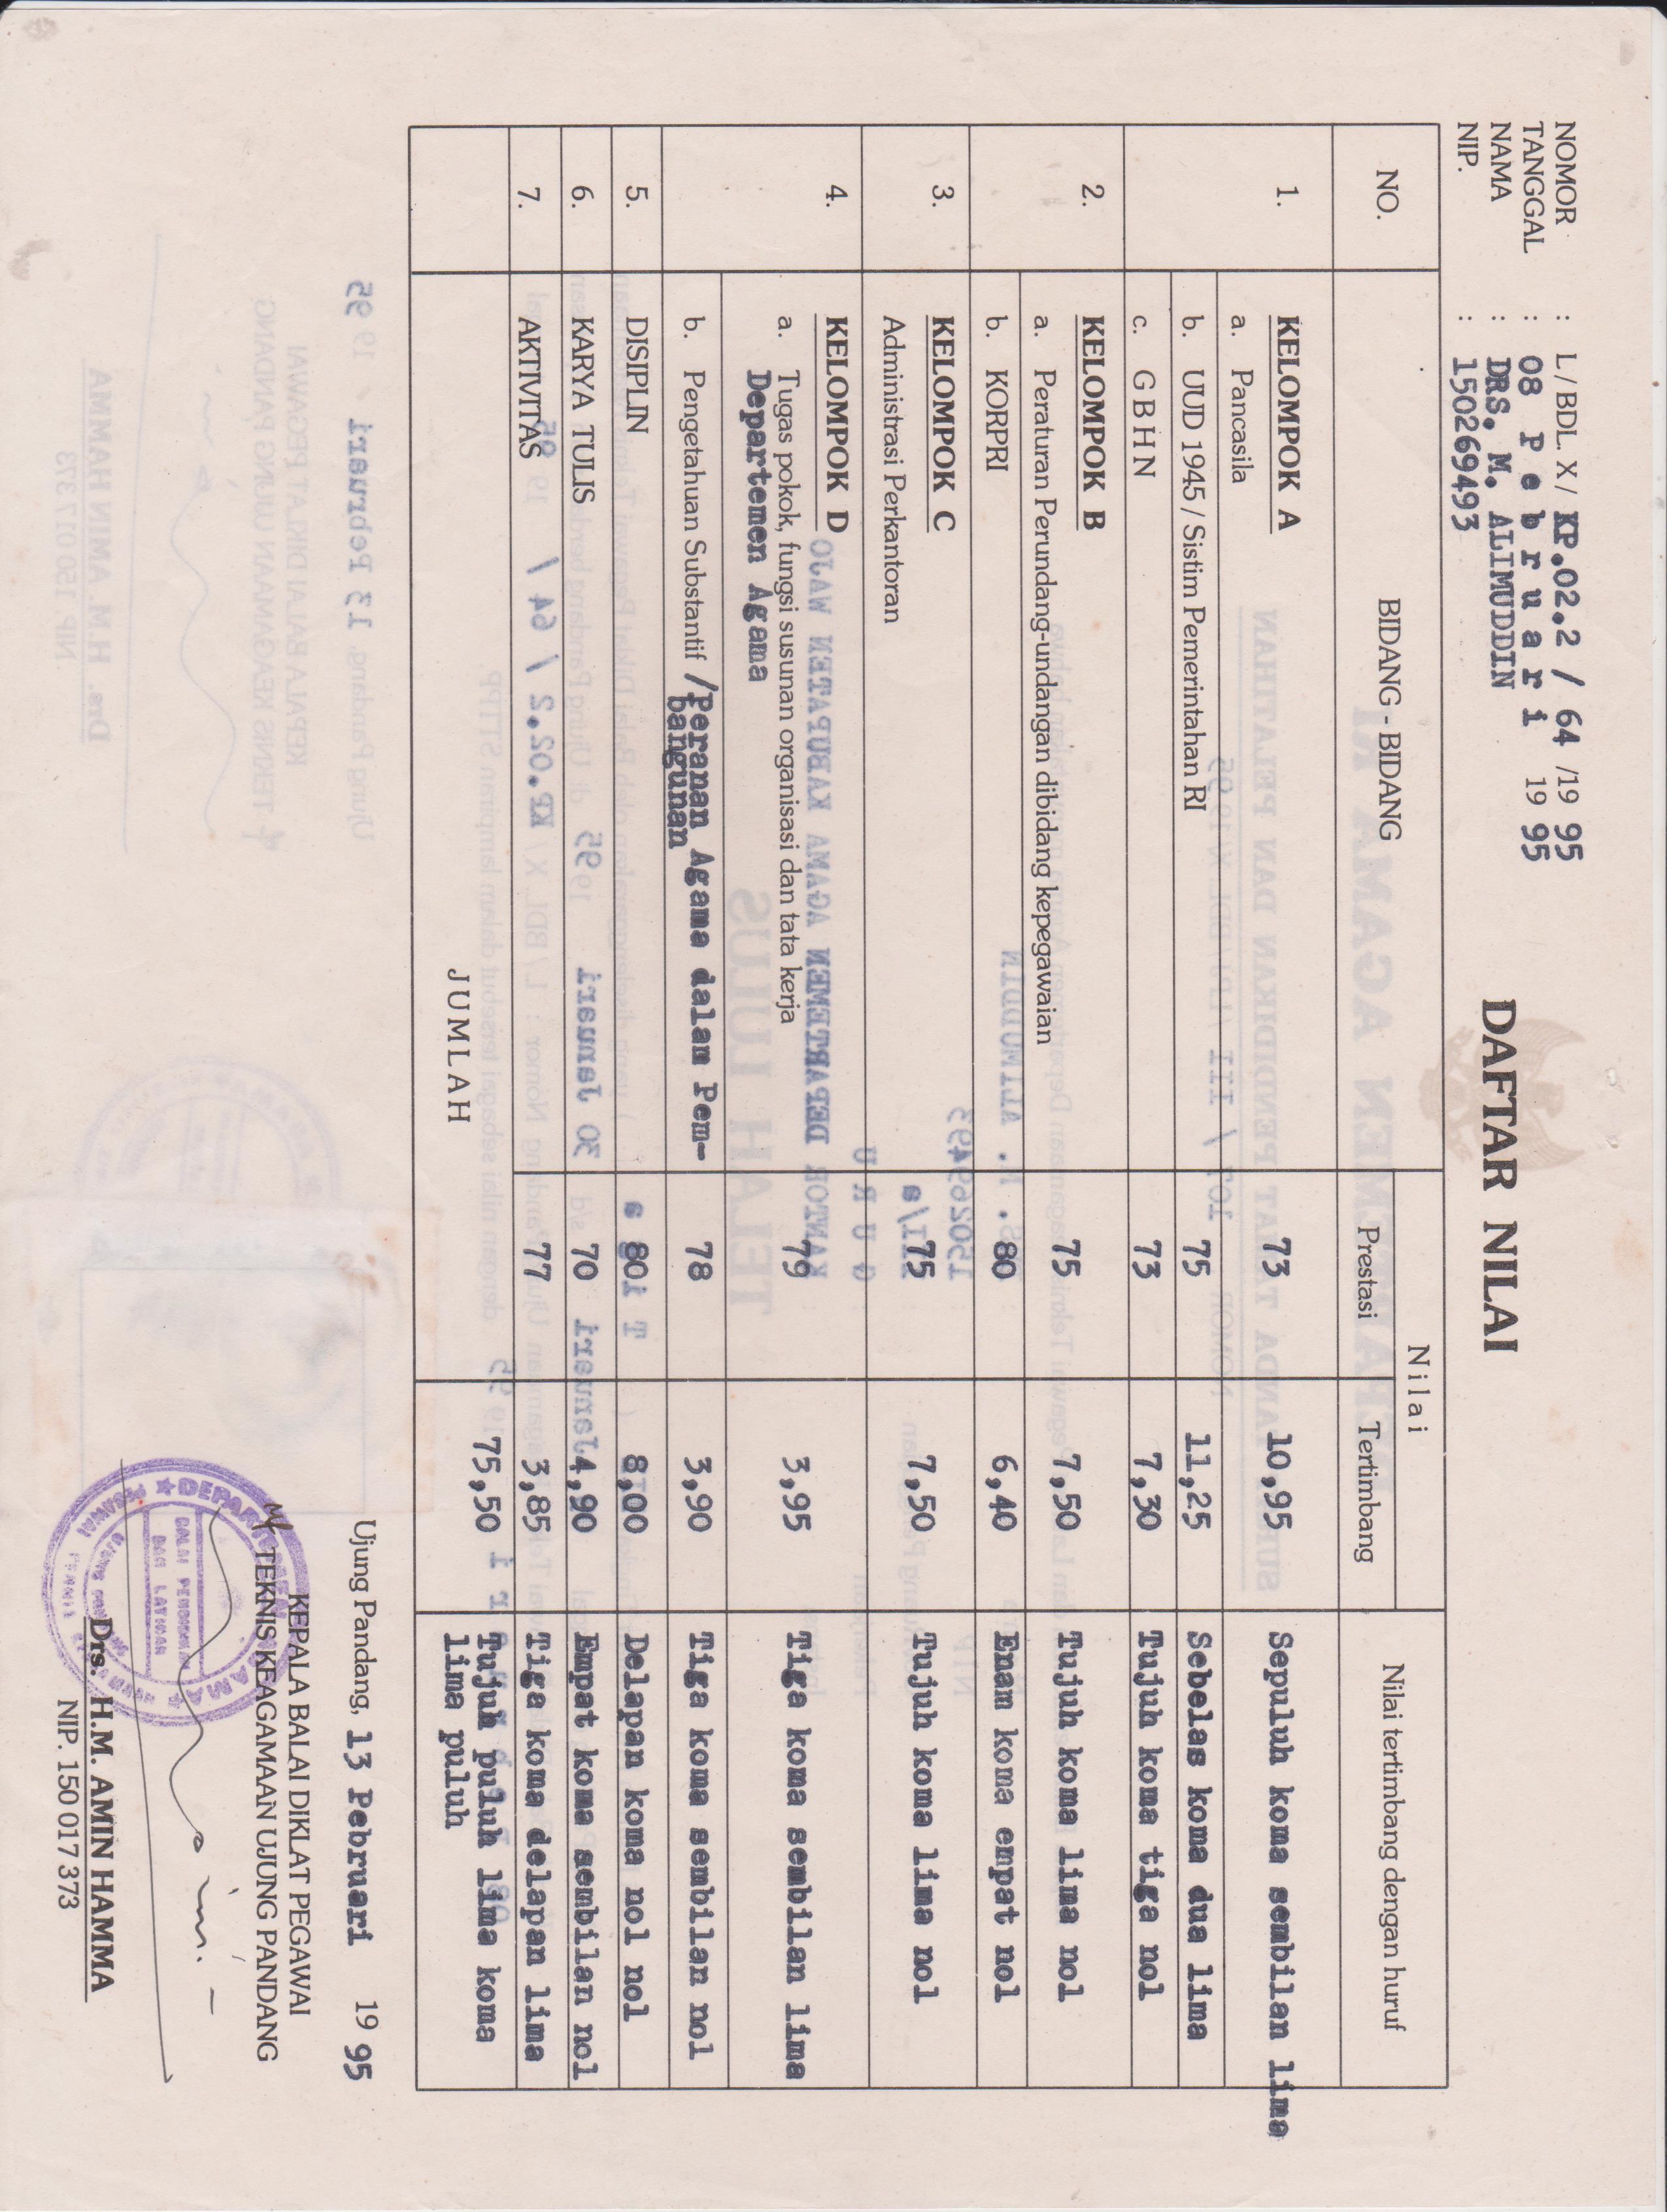 NOMOR : L / BDL. X / KP.02.2 / 64 /19 95
TANGGAL : 08 P e b r u a r i 19 95
NAMA : DRS. M. ALIMUDDIN
NIP. : 150269493
DAFTAR NILAI
NO. BIDANG - BIDANG Nilai Nilai tertimbang dengan huruf
Prestasi Tertimbang
1. KELOMPOK A
a. Pancasila 73 10,95 Sepuluh koma sembilan lima
b. UUD 1945 / Sistim Pemerintahan RI 75 11,25 Sebelas koma dua lima
c. G B H N 73 7,30 Tujuh koma tiga nol
2. KELOMPOK B
a. Peraturan Perundang-undangan dibidang kepegawaian 75 7,50 Tujuh koma lima nol
b. KORPRI 80 6,40 Enam koma empat nol
3. KELOMPOK C
Administrasi Perkantoran 75 7,50 Tujuh koma lima nol
4. KELOMPOK D
a. Tugas pokok, fungsi susunan organisasi dan tata kerja 79 3,95 Tiga koma sembilan lima
Departemen Agama
b. Pengetahuan Substantif /Peranan Agama dalam Pem- 78 3,90 Tiga koma sembilan nol
bangunan
5. DISIPLIN 80 8,00 Delapan koma nol nol
6. KARYA TULIS 70 4,90 Empat koma sembilan nol
7. AKTIVITAS 77 3,85 Tiga koma delapan lima
J U M L A H 75,50 Tujuh puluh lima koma
lima puluh
Ujung Pandang, 13 Pebruari 19 95
KEPALA BALAI DIKLAT PEGAWAI
TEKNIS KEAGAMAAN UJUNG PANDANG
Drs. H.M. AMIN HAMMA
NIP. 150 017 373